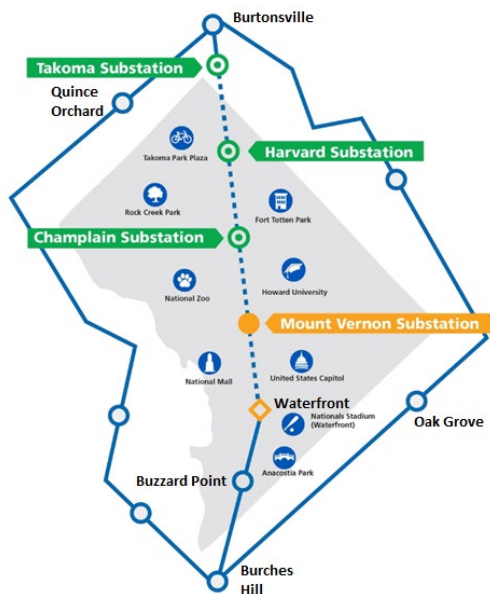 Burtonsville
Takoma Substation
Quince
Orchard
Takoma Park Plaza
Harvard Substation
Rock Creek Park
Fort Totten Park
Champlain Substation
National Zoo
Howard University
Mount Vernon Substation
National Mall
United States Capitol
Waterfront
Nationals Stadium
(Waterfront)
Oak Grove
Anacostia Park
Buzzard Point
Burches
Hill